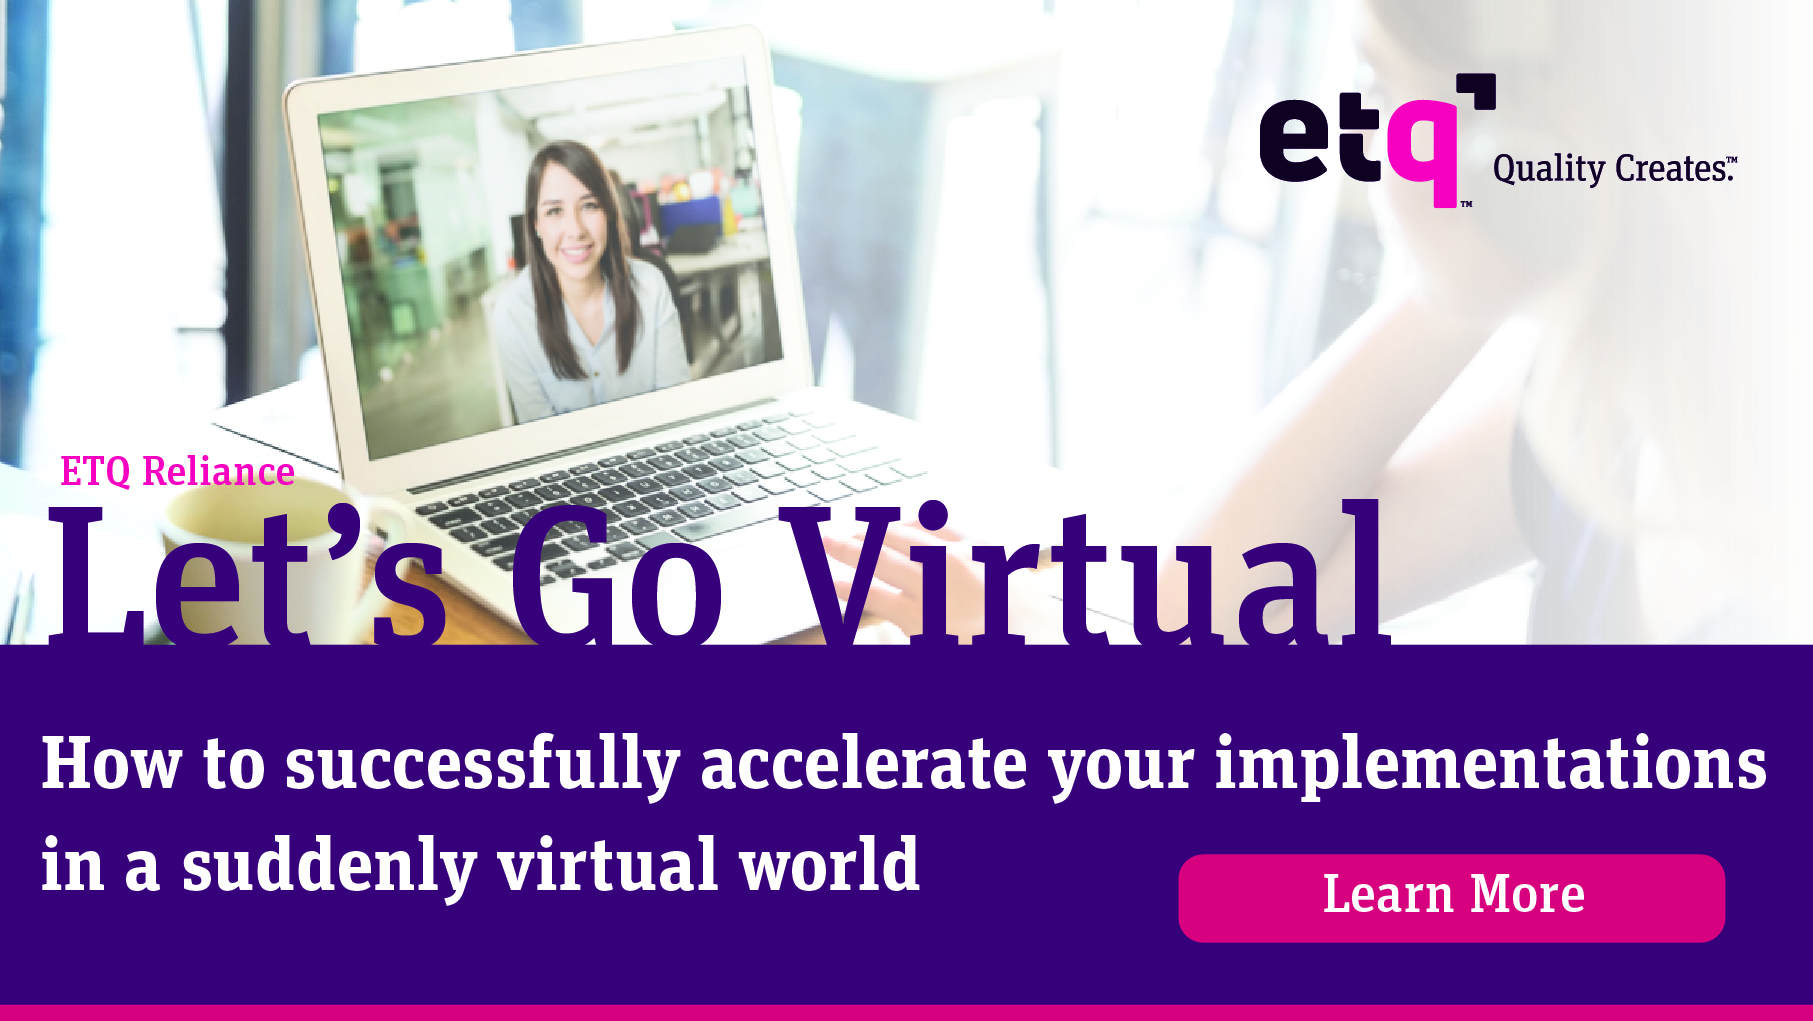 etq™
Quality Creates.™
ETQ Reliance
Let’s Go Virtual
How to successfully accelerate your implementations
in a suddenly virtual world
Learn More